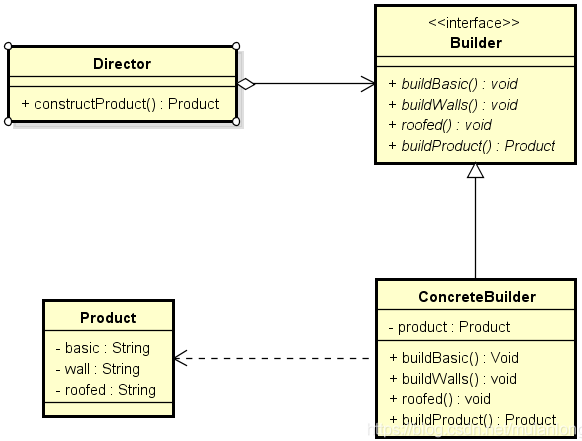 Director
+ constructProduct() : Product
<<interface>>
Builder
+ buildBasic() : void
+ buildWalls() : void
+ roofed() : void
+ buildProduct() : Product
Product
- basic : String
- wall : String
- roofed : String
ConcreteBuilder
- product : Product
+ buildBasic() : Void
+ buildWalls() : void
+ roofed() : void
+ buildProduct() : Product